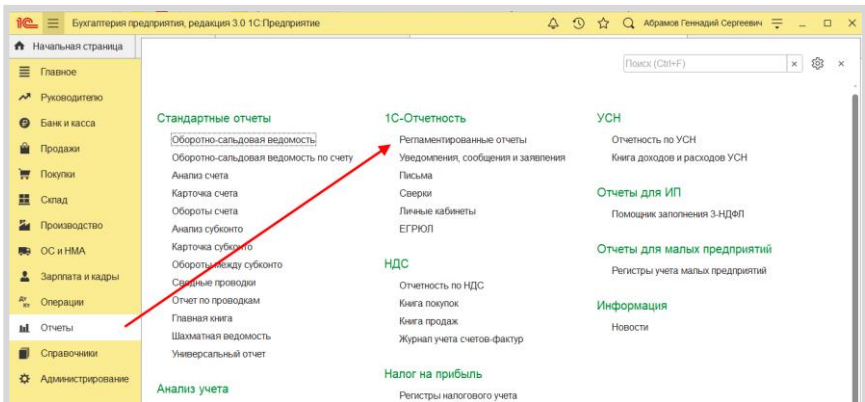 1С Бухгалтерия предприятия, редакция 3.0 1С:Предприятие
Абрамов Геннадий Сергеевич
Начальная страница
Поиск (Ctrl+F)
Главное
Руководителю
Банк и касса
Продажи
Покупки
Склад
Производство
ОС и НМА
Зарплата и кадры
Дт Кт Операции
Отчеты
Справочники
Администрирование
Стандартные отчеты
Оборотно-сальдовая ведомость
Оборотно-сальдовая ведомость по счету
Анализ счета
Карточка счета
Обороты счета
Анализ субконто
Карточка субконто
Обороты между субконто
Сводные проводки
Отчет по проводкам
Главная книга
Шахматная ведомость
Универсальный отчет
Анализ учета
1С-Отчетность
Регламентированные отчеты
Уведомления, сообщения и заявления
Письма
Сверки
Личные кабинеты
ЕГРЮЛ
НДС
Отчетность по НДС
Книга покупок
Книга продаж
Журнал учета счетов-фактур
Налог на прибыль
Регистры налогового учета
УСН
Отчетность по УСН
Книга доходов и расходов УСН
Отчеты для ИП
Помощник заполнения 3-НДФЛ
Отчеты для малых предприятий
Регистры учета малых предприятий
Информация
Новости